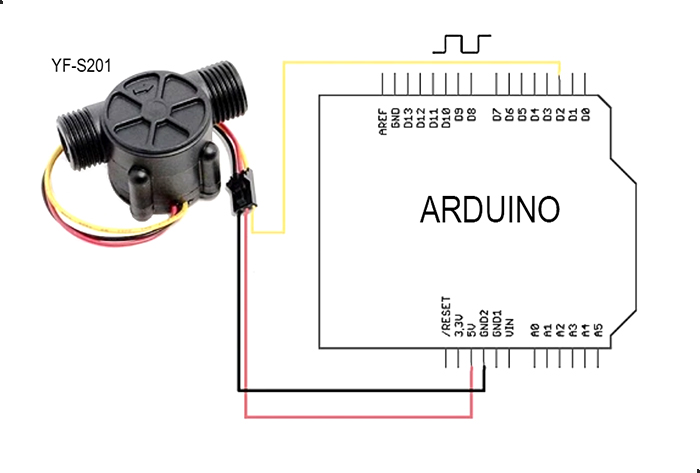 YF-S201
AREF
GND
D13
D12
D11
D10
D9
D8
D7
D6
D5
D4
D3
D2
D1
D0
ARDUINO
/RESET
3,3V
5V
GND2
GND1
VIN
A0
A1
A2
A3
A4
A5